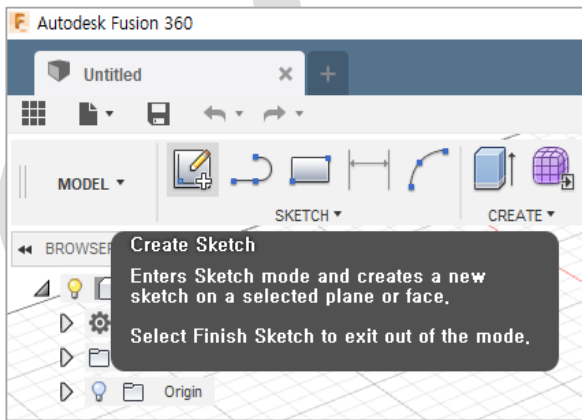 Autodesk Fusion 360
Untitled
MODEL
SKETCH
CREATE
BROWSER
Create Sketch
Enters Sketch mode and creates a new
sketch on a selected plane or face.
Select Finish Sketch to exit out of the mode.
Origin